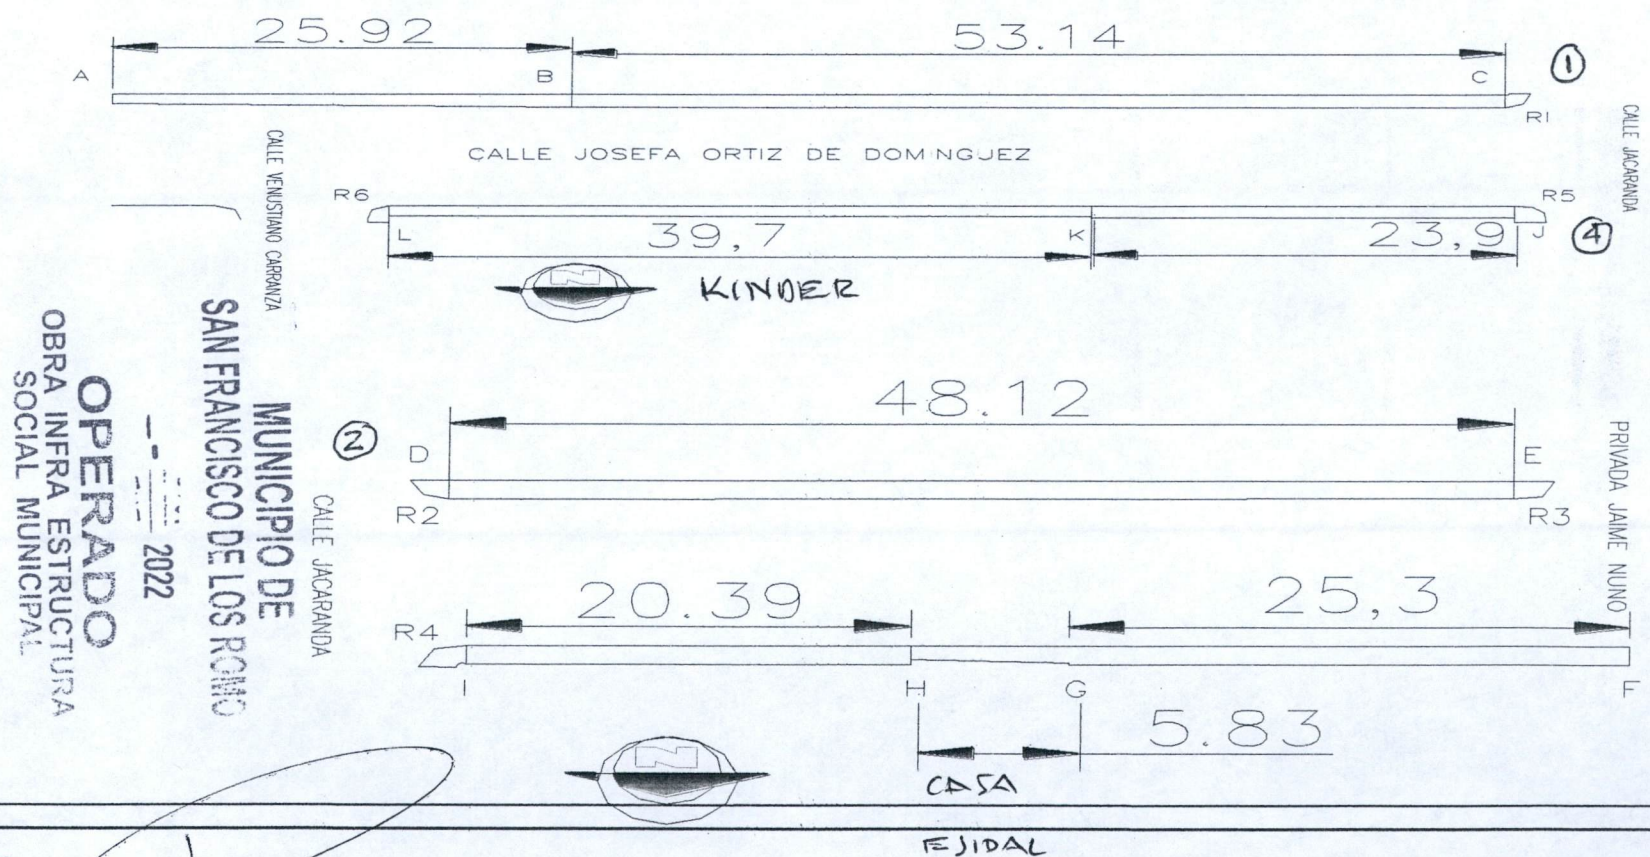 25.92
53.14
A
B
C
1
R1
CALLE JACARANDA
CALLE VENUSTIANO CARRANZA
CALLE JOSEFA ORTIZ DE DOMINGUEZ
R6
R5
L
39,7
K
23,9
J
4
N
KINDER
48.12
2
D
E
R2
R3
CALLE JACARANDA
PRIVADA JAIME NUNO
MUNICIPIO DE
SAN FRANCISCO DE LOS ROMO
2022
OPERADO
OBRA INFRA ESTRUCTURA
SOCIAL MUNICIPAL
20.39
25,3
R4
I
H
G
F
5.83
N
CASA
EJIDAL